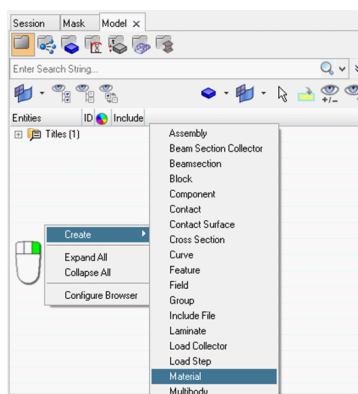 Session Mask Model ×
Enter Search String...
+/-
Entities ID Include
Titles (1)
Create
Expand All
Collapse All
Configure Browser
Assembly
Beam Section Collector
Beamsection
Block
Component
Contact
Contact Surface
Cross Section
Curve
Feature
Field
Group
Include File
Laminate
Load Collector
Load Step
Material
Multibody